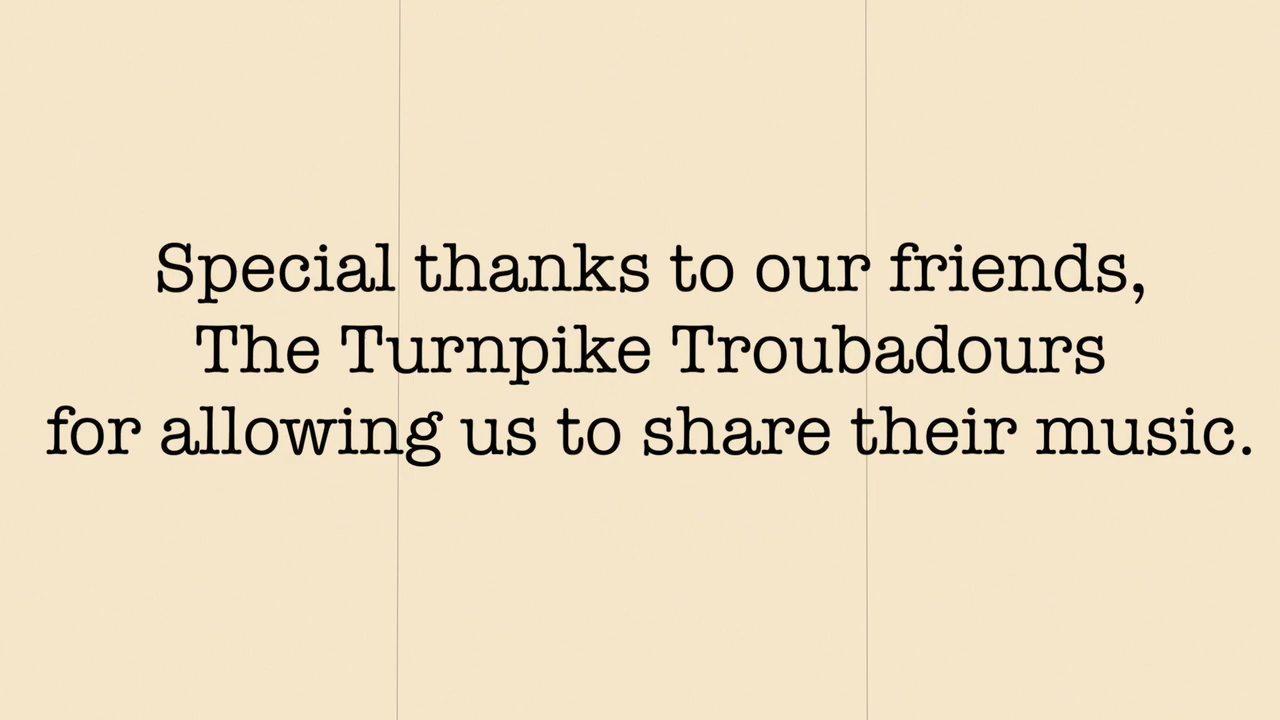 Special thanks to our friends,
The Turnpike Troubadours
for allowing us to share their music.